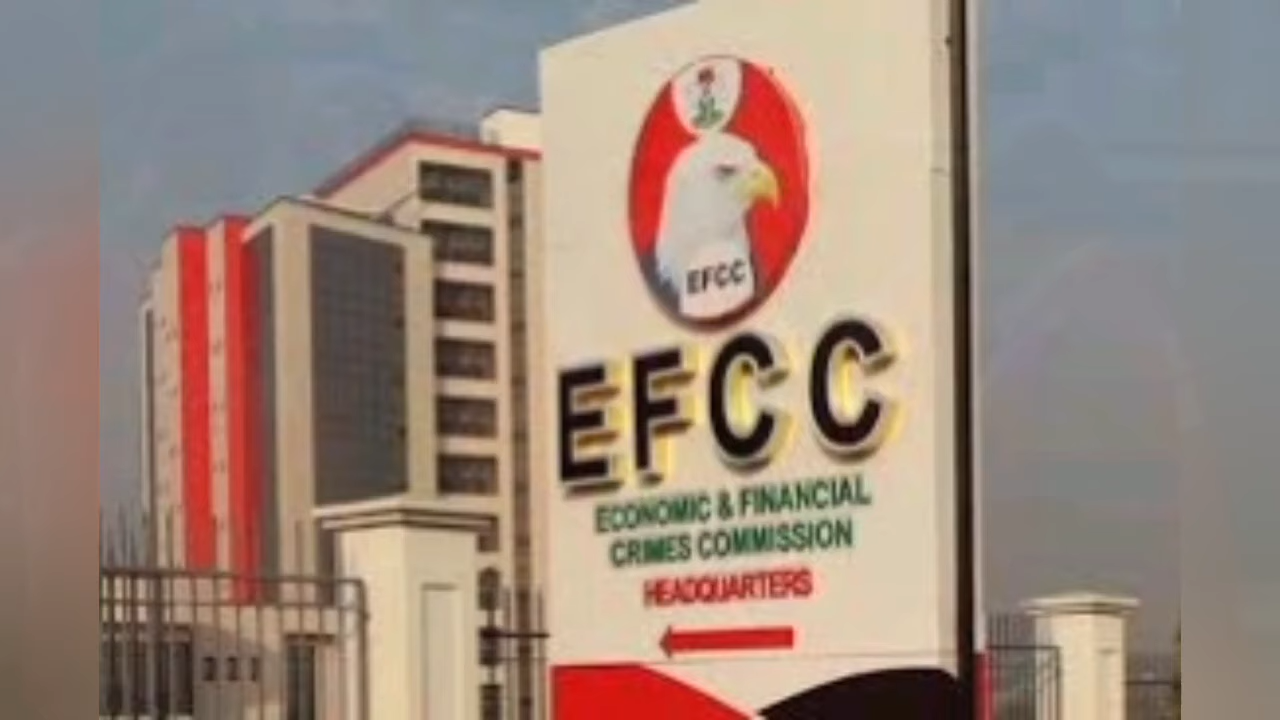 EFCC
EFCC
ECONOMIC & FINANCIAL
CRIMES COMMISSION
HEADQUARTERS